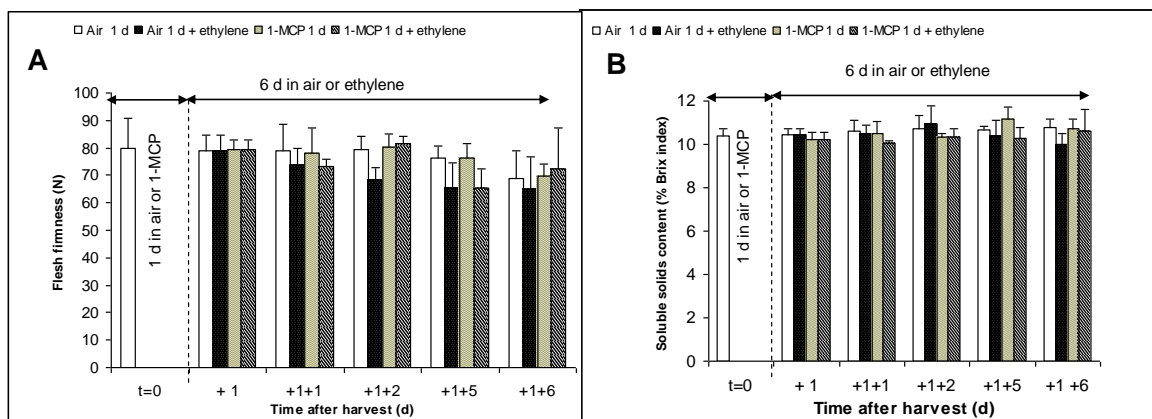 Air 1 d Air 1 d + ethylene 1-MCP 1 d 1-MCP 1 d + ethylene
A
6 d in air or ethylene
100
90
80
70
60
50
40
30
20
10
0
Flesh firmness (N)
1 d in air or 1-MCP
t=0 + 1 +1+1 +1+2 +1+5 +1+6
Time after harvest (d)
Air 1 d Air 1 d + ethylene 1-MCP 1 d 1-MCP 1 d + ethylene
B
6 d in air or ethylene
12
10
8
6
4
2
0
Soluble solids content (% Brix index)
1 d in air or 1-MCP
t=0 + 1 +1+1 +1+2 +1+5 +1 +6
Time after harvest (d)